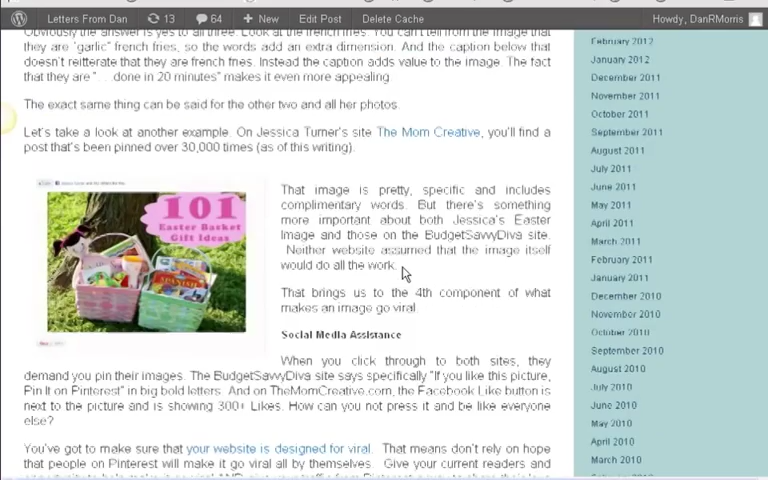 Letters From Dan 13 64 + New Edit Post Delete Cache Howdy, DanRMorris
Obviously the answer is yes to all three. Look at the french fries. You can't tell from the image that
they are "garlic" french fries, so the words add an extra dimension. And the caption below that
doesn't reitterate that they are french fries. Instead the caption adds value to the image. The fact
that they are ". . .done in 20 minutes" makes it even more appealing.
The exact same thing can be said for the other two and all her photos.
Let's take a look at another example. On Jessica Turner's site The Mom Creative, you'll find a
post that's been pinned over 30,000 times (as of this writing).
101
Easter Basket
Gift Ideas
SPANISH
That image is pretty, specific and includes
complimentary words. But there's something
more important about both Jessica's Easter
Image and those on the BudgetSavvyDiva site.
Neither website assumed that the image itself
would do all the work.
That brings us to the 4th component of what
makes an image go viral.
Social Media Assistance
When you click through to both sites, they
demand you pin their images. The BudgetSavvyDiva site says specifically "If you like this picture,
Pin It on Pinterest" in big bold letters. And on TheMomCreative.com, the Facebook Like button is
next to the picture and is showing 300+ Likes. How can you not press it and be like everyone
else?
You've got to make sure that your website is designed for viral. That means don't rely on hope
that people on Pinterest will make it go viral all by themselves. Give your current readers and
February 2012
January 2012
December 2011
November 2011
October 2011
September 2011
August 2011
July 2011
June 2011
May 2011
April 2011
March 2011
February 2011
January 2011
December 2010
November 2010
October 2010
September 2010
August 2010
July 2010
June 2010
May 2010
April 2010
March 2010